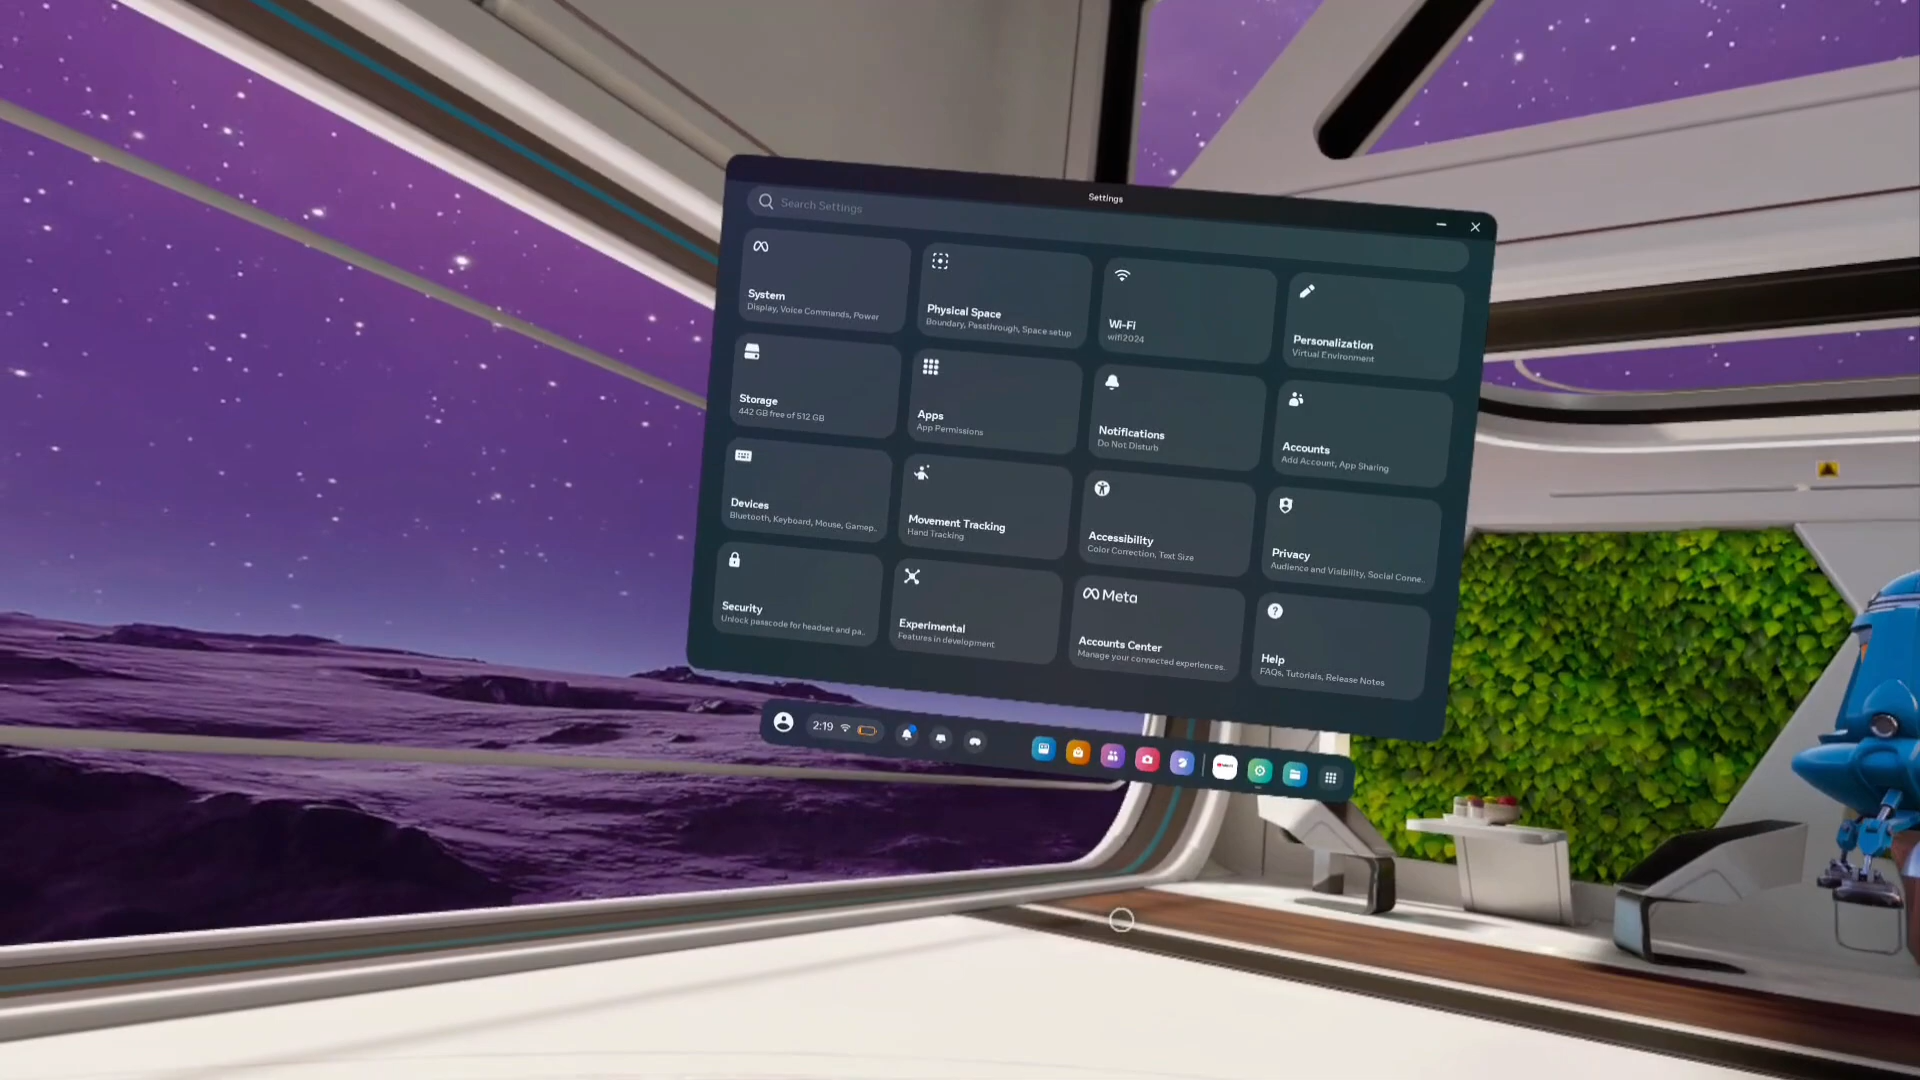 Settings
Search Settings
System
Display, Voice Commands, Power
Physical Space
Boundary, Passthrough, Space setup
Wi-Fi
wifi2024
Personalization
Virtual Environment
Storage
442 GB free of 512 GB
Apps
App Permissions
Notifications
Do Not Disturb
Accounts
Add Account, App Sharing
Devices
Bluetooth, Keyboard, Mouse, Gamep..
Movement Tracking
Hand Tracking
Accessibility
Color Correction, Text Size
Privacy
Audience and Visibility, Social Conne..
Security
Unlock passcode for headset and pa..
Experimental
Features in development
Meta
Accounts Center
Manage your connected experiences.
Help
FAQs, Tutorials, Release Notes
2:19